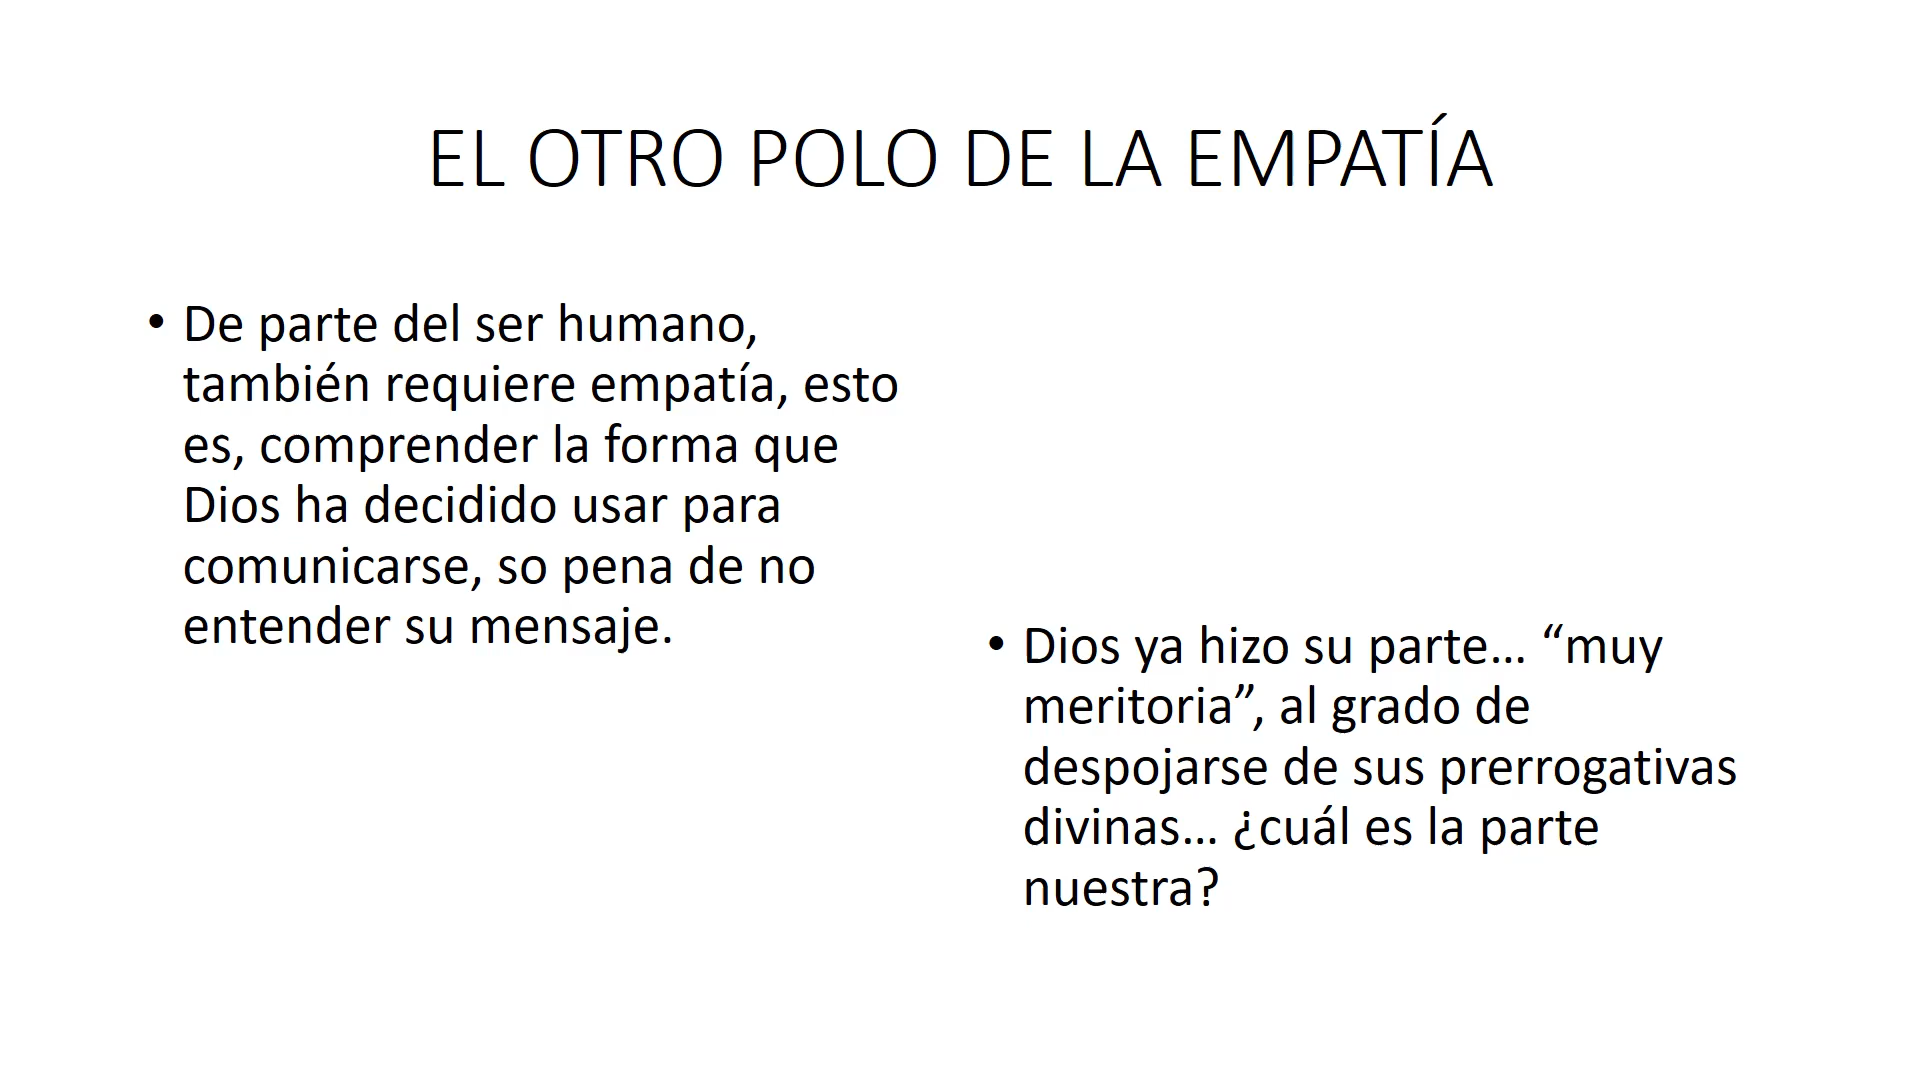 EL OTRO POLO DE LA EMPATÍA
• De parte del ser humano,
también requiere empatía, esto
es, comprender la forma que
Dios ha decidido usar para
comunicarse, so pena de no
entender su mensaje.
• Dios ya hizo su parte… “muy
meritoria”, al grado de
despojarse de sus prerrogativas
divinas… ¿cuál es la parte
nuestra?